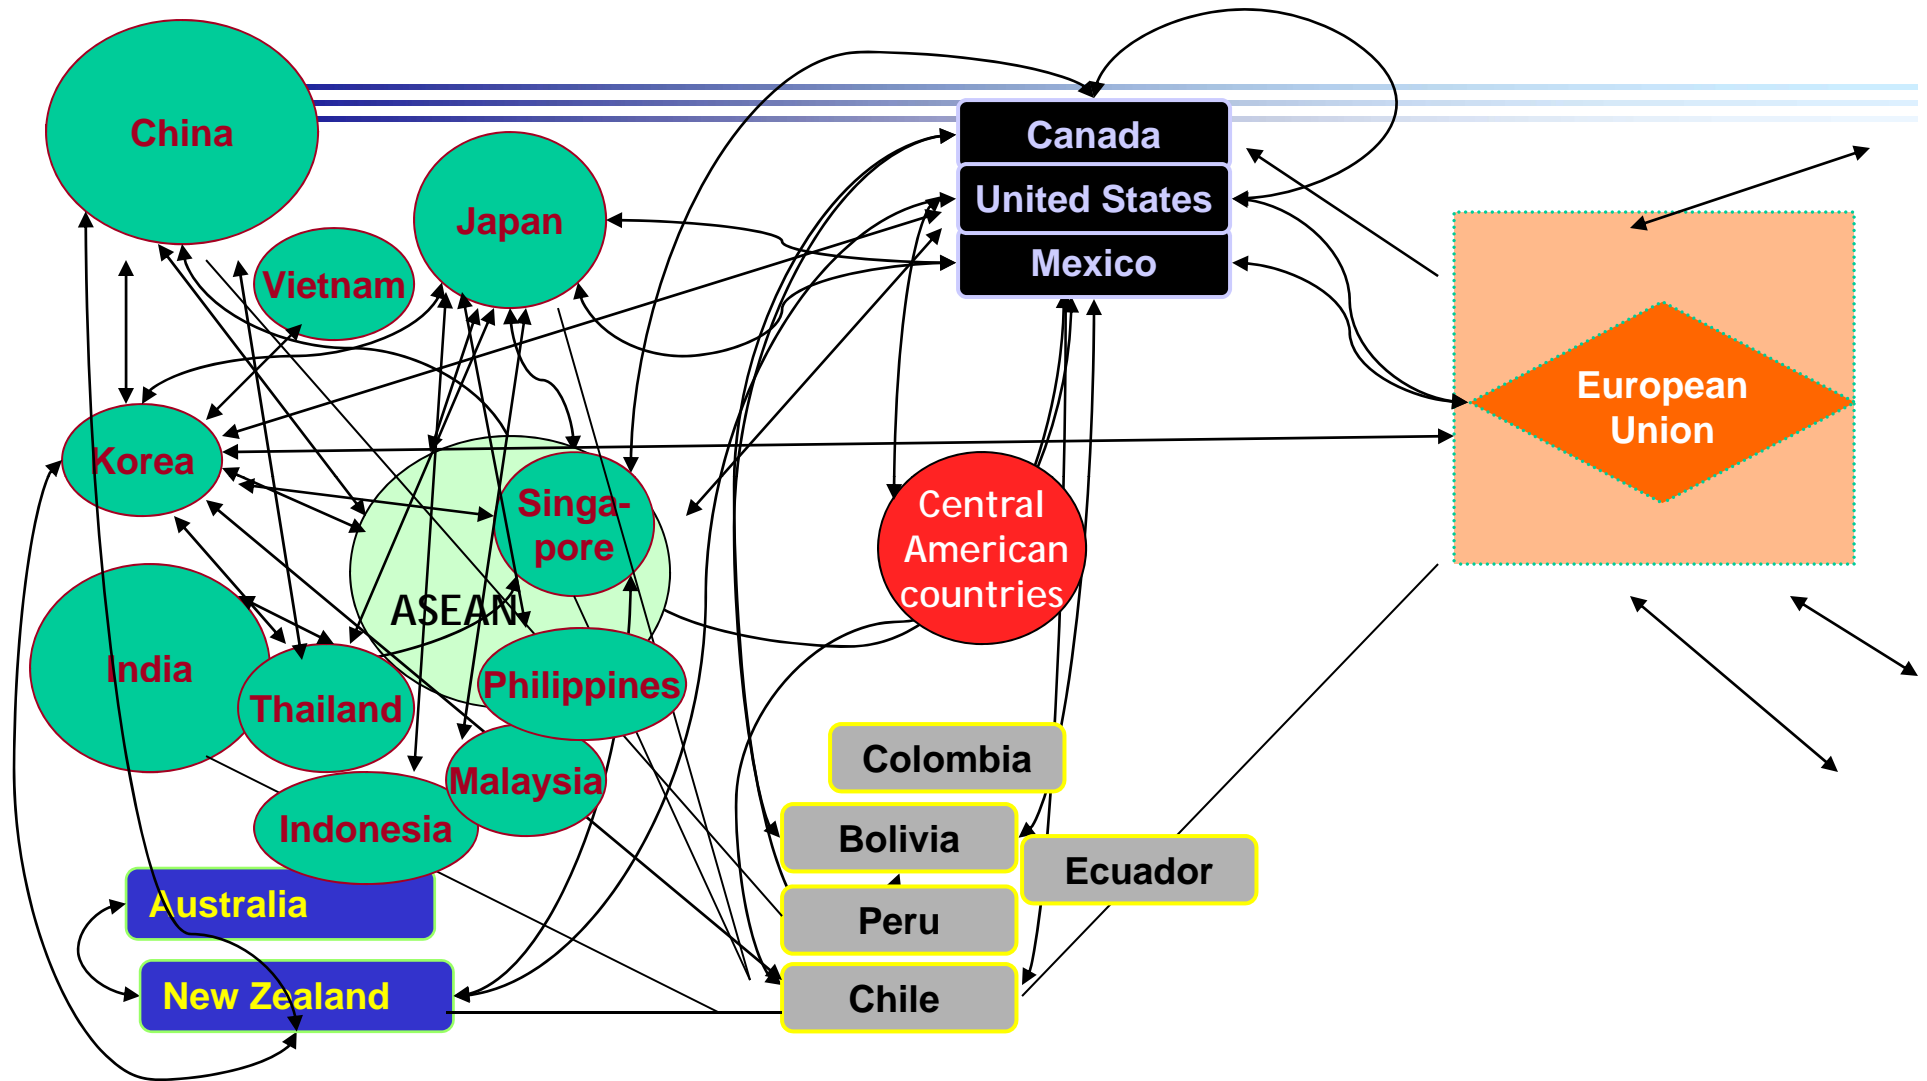 China
Canada
United States
Mexico
Japan
Vietnam
European
Union
Korea
Singa-
pore
Central
American
countries
ASEAN
India
Thailand
Philippines
Colombia
Malaysia
Indonesia
Bolivia
Ecuador
Australia
Peru
New Zealand
Chile